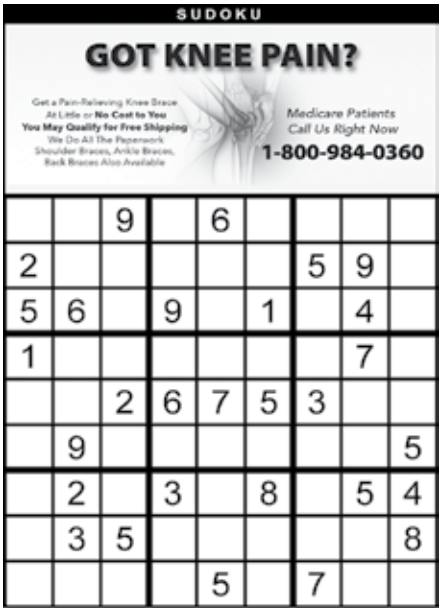 SUDOKU
GOT KNEE PAIN?
Get a Pain-Relieving Knee Brace
At Little or No Cost to You
You May Qualify for Free Shipping
We Do All The Paperwork
Shoulder Braces, Ankle Braces,
Back Braces Also Available
Medicare Patients
Call Us Right Now
1-800-984-0360
9 6
2 5 9
5 6 9 1 4
1 7
2 6 7 5 3
9 5
2 3 8 5 4
3 5 8
5 7